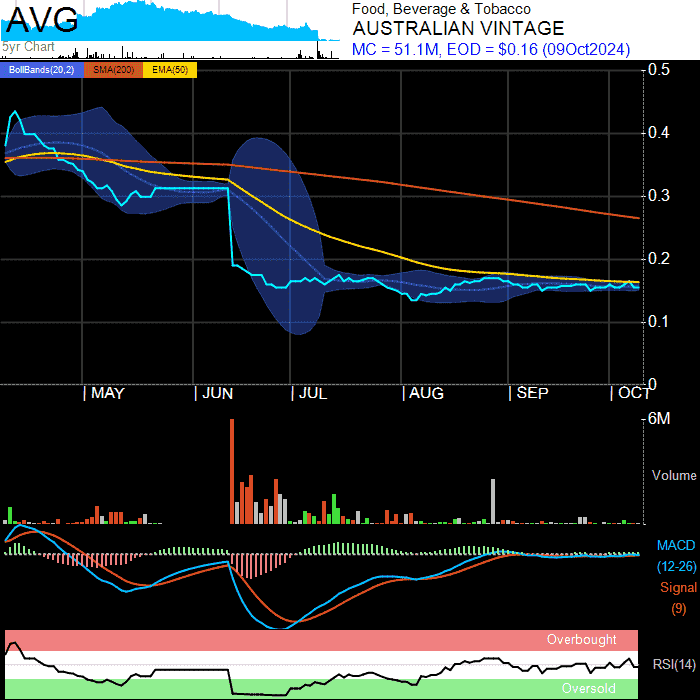 AVG
5yr Chart
Food, Beverage & Tobacco
AUSTRALIAN VINTAGE
MC = 51.1M, EOD = $0.16 (09Oct2024)
BollBands(20,2) SMA(200) EMA(50)
0.5
0.4
0.3
0.2
0.1
0
| MAY | JUN | JUL | AUG | SEP | OCT
6M
Volume
MACD
(12-26)
Signal
(9)
Overbought
RSI(14)
Oversold